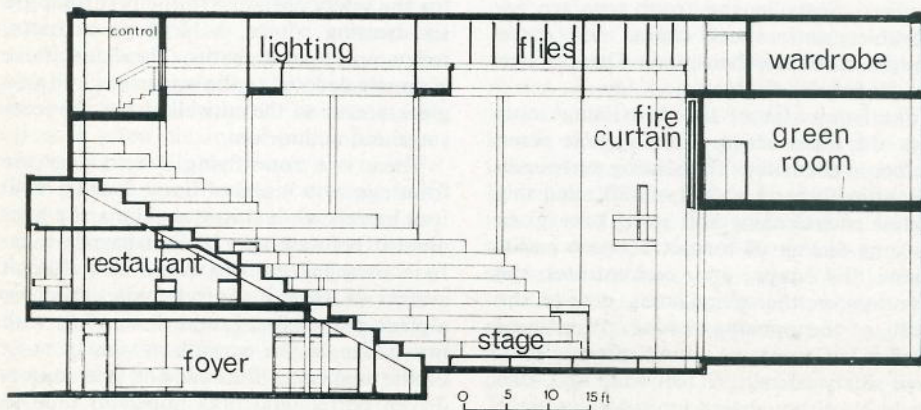 control
lighting
flies
wardrobe
fire
curtain
green
room
restaurant
foyer
stage
0 5 10 15 ft